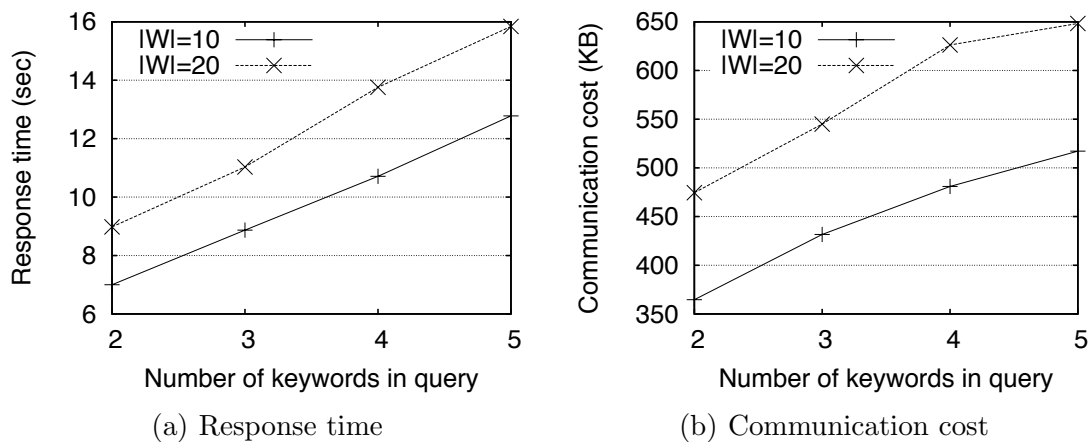 Response time (sec)
16
14
12
10
8
6
|W|=10
|W|=20
2 3 4 5
Number of keywords in query
(a) Response time
Communication cost (KB)
650
600
550
500
450
400
350
|W|=10
|W|=20
2 3 4 5
Number of keywords in query
(b) Communication cost